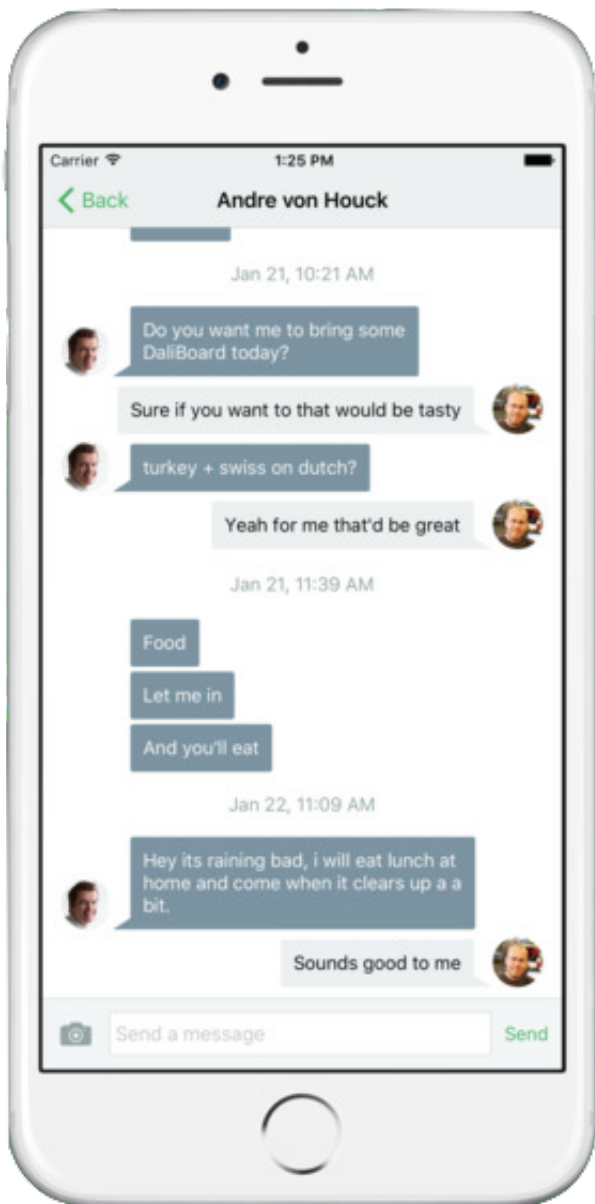 Carrier
1:25 PM
Back
Andre von Houck
Jan 21, 10:21 AM
Do you want me to bring some
DaliBoard today?
Sure if you want to that would be tasty
turkey + swiss on dutch?
Yeah for me that'd be great
Jan 21, 11:39 AM
Food
Let me in
And you'll eat
Jan 22, 11:09 AM
Hey its raining bad, i will eat lunch at
home and come when it clears up a a
bit.
Sounds good to me
Send a message
Send